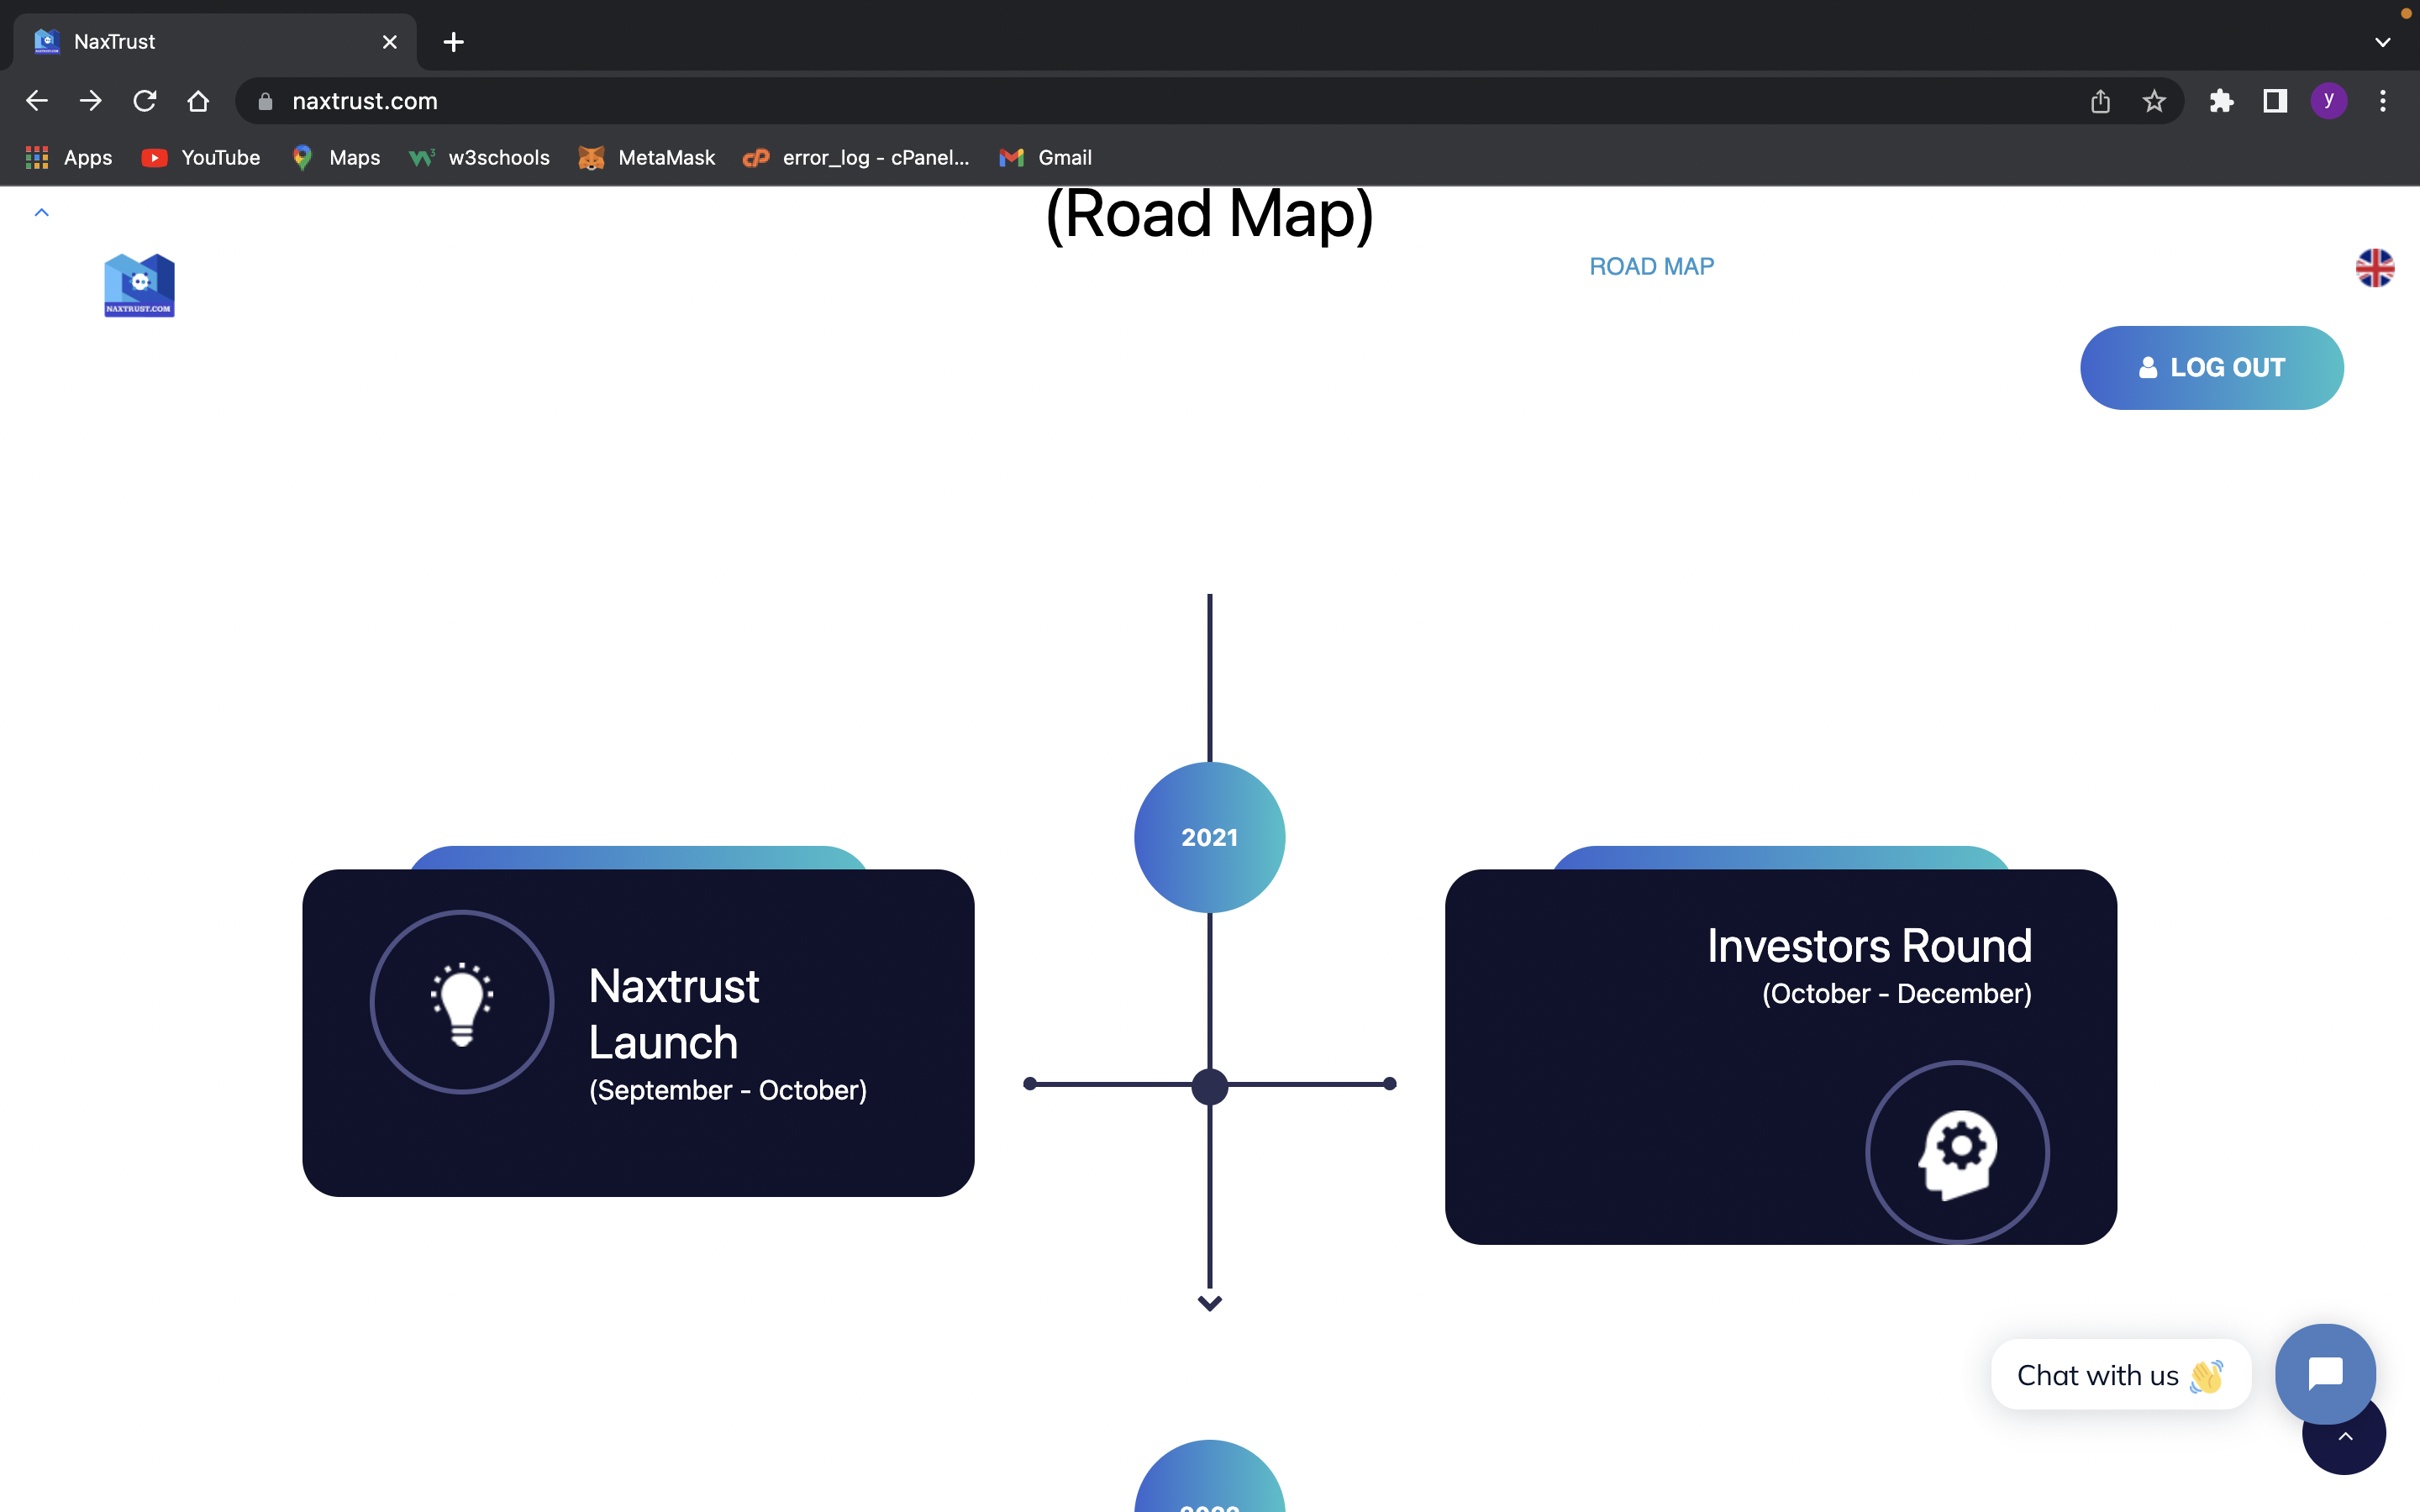 NaxTrust
naxtrust.com
y
Apps
YouTube
Maps
w3schools
MetaMask
error_log - cPanel...
Gmail
(Road Map)
NAXTRUST.COM
ROAD MAP
LOG OUT
2021
Naxtrust
Launch
(September - October)
Investors Round
(October - December)
Chat with us 👋